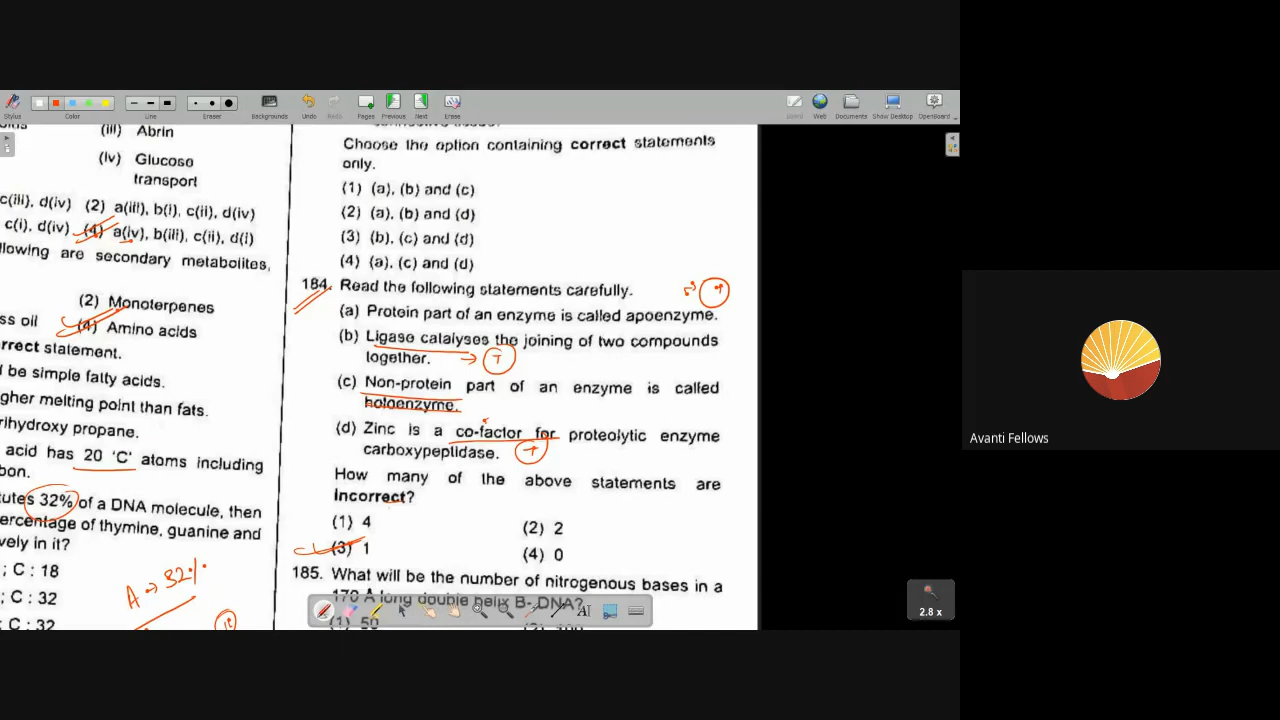 Stylus
Color
Line
Eraser
Backgrounds
Undo
Redo
Pages
Previous
Next
Erase
Board
Web
Documents
Show Desktop
OpenBoard
(iii) Abrin
(iv) Glucose
transport
c(iii), d(iv) (2) a(iii), b(i), c(ii), d(iv)
c(i), d(iv) (4) a(iv), b(iii), c(ii), d(i)
llowing are secondary metabolites,
(2) Monoterpenes
ss oil (4) Amino acids
rrect statement.
d be simple fatty acids.
gher melting point than fats.
rihydroxy propane.
acid has 20 'C' atoms including
bon.
tutes 32% of a DNA molecule, then
ercentage of thymine, guanine and
vely in it?
; C : 18
; C : 32
; C : 32
A → 32%
Choose the option containing correct statements
only.
(1) (a), (b) and (c)
(2) (a), (b) and (d)
(3) (b), (c) and (d)
(4) (a), (c) and (d)
184. Read the following statements carefully.
(a) Protein part of an enzyme is called apoenzyme.
(b) Ligase catalyses the joining of two compounds
together. → T
(c) Non-protein part of an enzyme is called
holoenzyme.
(d) Zinc is a co-factor for proteolytic enzyme
carboxypeptidase. T
How many of the above statements are
incorrect?
(1) 4 (2) 2
(3) 1 (4) 0
185. What will be the number of nitrogenous bases in a
170 Å long double helix B- DNA?
(1) 50
Avanti Fellows
2.8 x